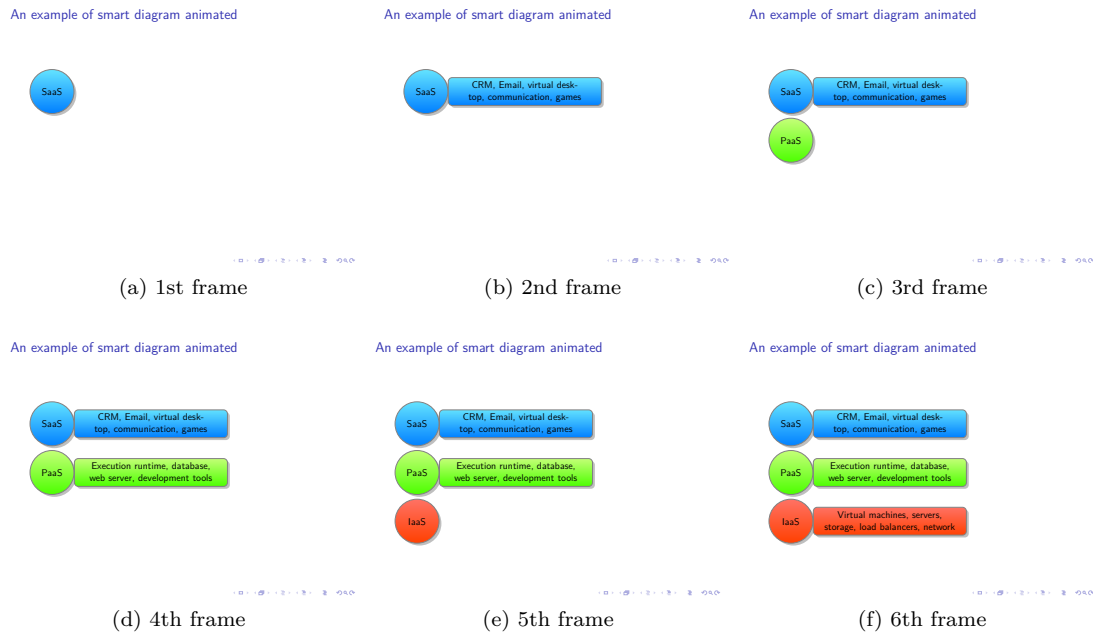 An example of smart diagram animated
SaaS
(a) 1st frame
An example of smart diagram animated
SaaS
CRM, Email, virtual desk-
top, communication, games
(b) 2nd frame
An example of smart diagram animated
SaaS
CRM, Email, virtual desk-
top, communication, games
PaaS
(c) 3rd frame
An example of smart diagram animated
SaaS
CRM, Email, virtual desk-
top, communication, games
PaaS
Execution runtime, database,
web server, development tools
(d) 4th frame
An example of smart diagram animated
SaaS
CRM, Email, virtual desk-
top, communication, games
PaaS
Execution runtime, database,
web server, development tools
IaaS
(e) 5th frame
An example of smart diagram animated
SaaS
CRM, Email, virtual desk-
top, communication, games
PaaS
Execution runtime, database,
web server, development tools
IaaS
Virtual machines, servers,
storage, load balancers, network
(f) 6th frame